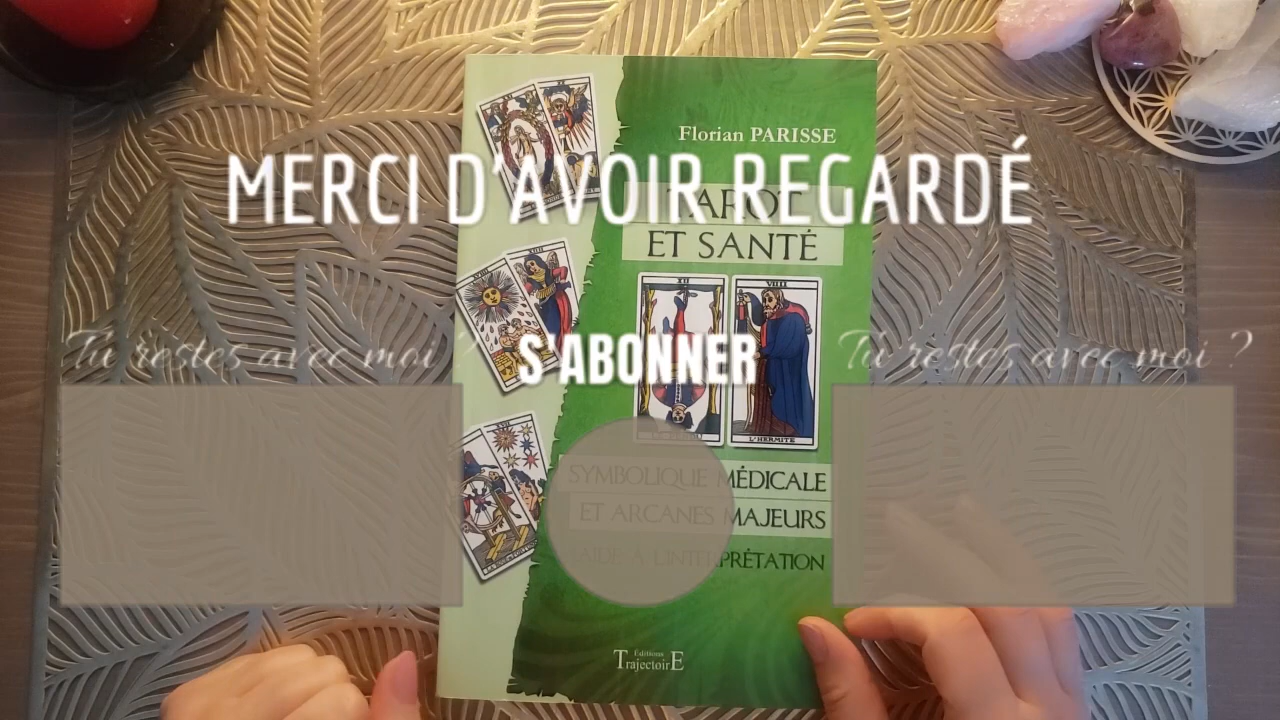 Florian PARISSE
MERCI D'AVOIR REGARDÉ
TAROT
ET SANTÉ
Tu restes avec moi ?
S'ABONNER
Tu restes avec moi ?
L'HERMITE
SYMBOLIQUE MÉDICALE
ET ARCANES MAJEURS
AIDE À L'INTERPRÉTATION
Éditions
TrajectoirE